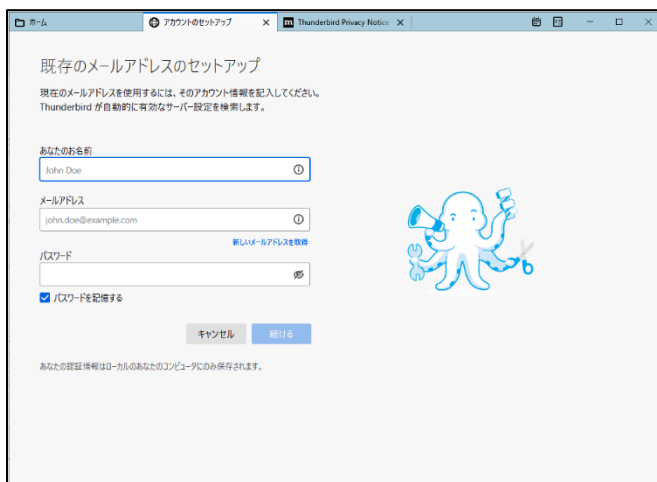 ホーム
アカウントのセットアップ
Thunderbird Privacy Notice
既存のメールアドレスのセットアップ
現在のメールアドレスを使用するには、そのアカウント情報を記入してください。
Thunderbird が自動的に有効なサーバー設定を検索します。
あなたのお名前
John Doe
メールアドレス
john.doe@example.com
新しいメールアドレスを取得
パスワード
パスワードを記憶する
キャンセル
続ける
あなたの認証情報はローカルのあなたのコンピュータにのみ保存されます。